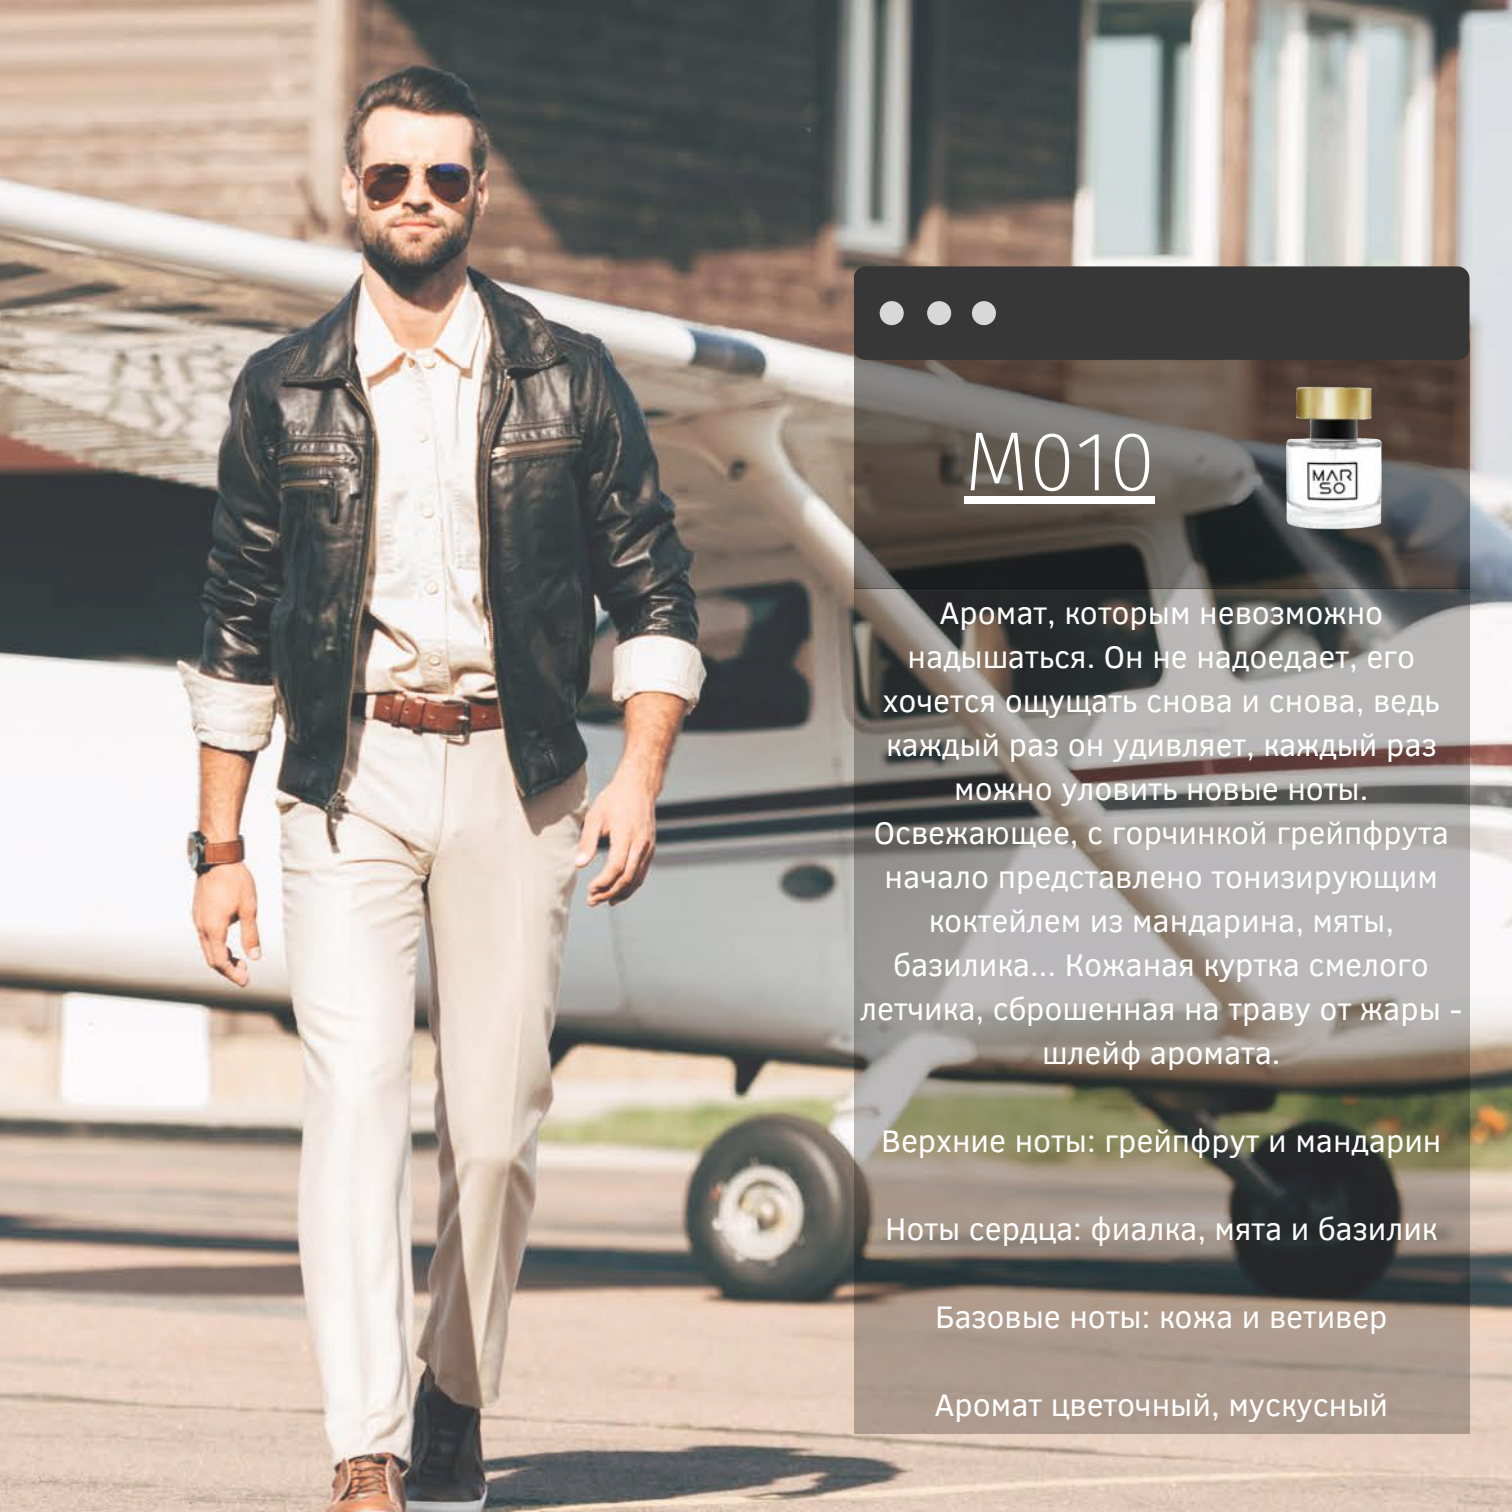 M010
MAR
SO
Аромат, которым невозможно
надышаться. Он не надоедает, его
хочется ощущать снова и снова, ведь
каждый раз он удивляет, каждый раз
можно уловить новые ноты.
Освежающее, с горчинкой грейпфрута
начало представлено тонизирующим
коктейлем из мандарина, мяты,
базилика... Кожаная куртка смелого
летчика, сброшенная на траву от жары -
шлейф аромата.
Верхние ноты: грейпфрут и мандарин
Ноты сердца: фиалка, мята и базилик
Базовые ноты: кожа и ветивер
Аромат цветочный, мускусный